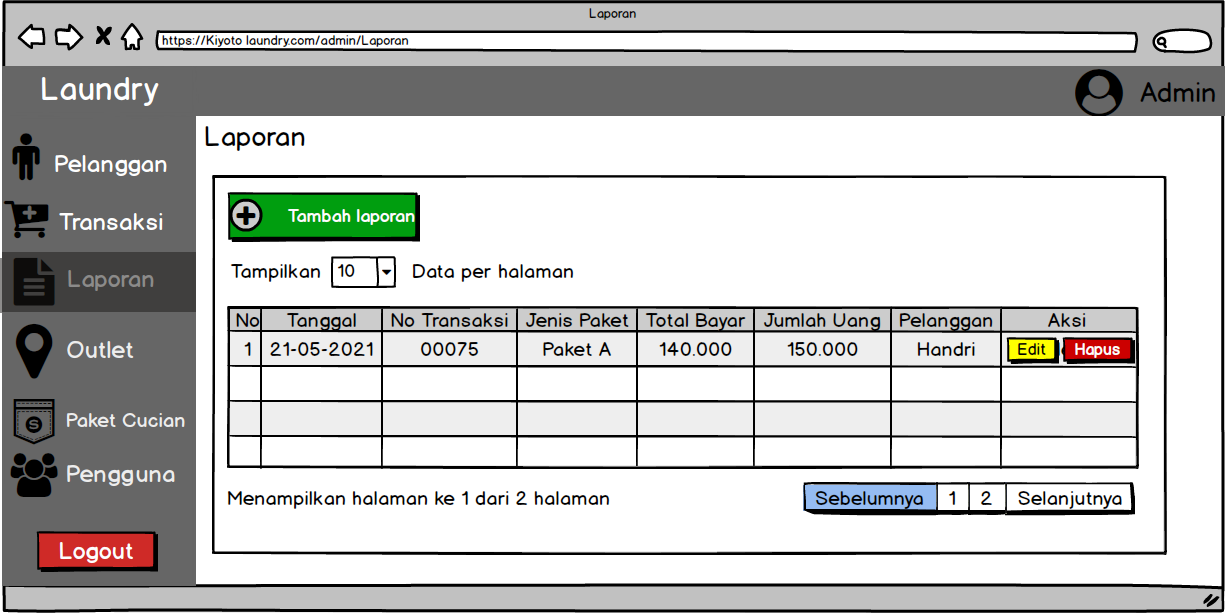 Laporan
https://Kiyoto laundry.com/admin/Laporan
Laundry
Admin
Pelanggan
Transaksi
Laporan
Outlet
S
Paket Cucian
Pengguna
Logout
Laporan
Tambah laporan
Tampilkan 10 Data per halaman
No Tanggal No Transaksi Jenis Paket Total Bayar Jumlah Uang Pelanggan Aksi
1 21-05-2021 00075 Paket A 140.000 150.000 Handri Edit Hapus
Menampilkan halaman ke 1 dari 2 halaman
Sebelumnya 1 2 Selanjutnya